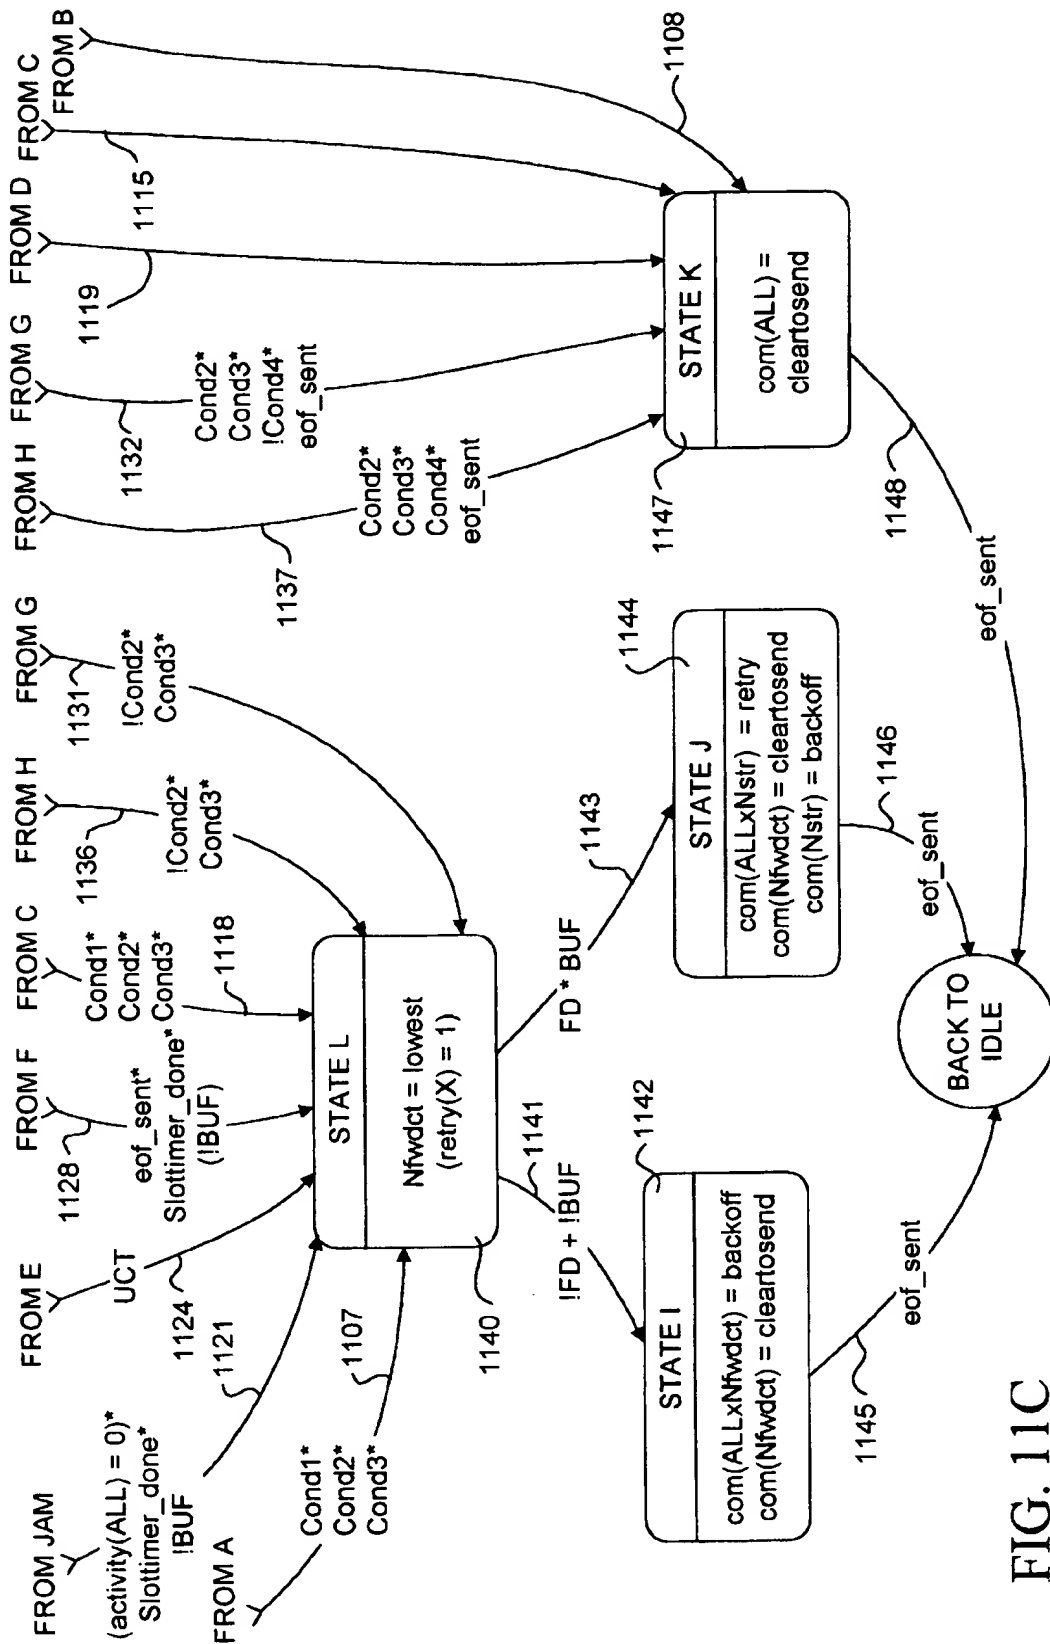 FROM JAM
(activity(ALL) = 0)*
Slottimer_done*
!BUF
1121
FROM A
Cond1*
Cond2*
Cond3*
1107
FROM E
UCT
1124
FROM F
1128
eof_sent*
Slottimer_done*
(!BUF)
FROM C
Cond1*
Cond2*
Cond3*
1118
FROM H
1136
!Cond2*
Cond3*
FROM G
1131
!Cond2*
Cond3*
FROM H
1137
Cond2*
Cond3*
Cond4*
eof_sent
FROM G
1132
Cond2*
Cond3*
!Cond4*
eof_sent
FROM D
1119
FROM C
1115
FROM B
1108
STATE L
Nfwdct = lowest
(retry(X) = 1)
1140
STATE K
com(ALL) =
cleartosend
1147
1148
eof_sent
!FD + !BUF
1141
FD * BUF
1143
STATE I
com(ALLxNfwdct) = backoff
com(Nfwdct) = cleartosend
1142
STATE J
com(ALLxNstr) = retry
com(Nfwdct) = cleartosend
com(Nstr) = backoff
1144
1145
eof_sent
1146
eof_sent
BACK TO
IDLE
FIG. 11C